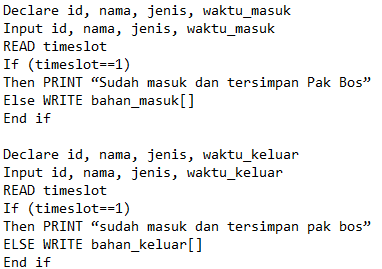 Declare id, nama, jenis, waktu_masuk
Input id, nama, jenis, waktu_masuk
READ timeslot
If (timeslot==1)
Then PRINT “Sudah masuk dan tersimpan Pak Bos”
Else WRITE bahan_masuk[]
End if

Declare id, nama, jenis, waktu_keluar
Input id, nama, jenis, waktu_keluar
READ timeslot
If (timeslot==1)
Then PRINT “sudah masuk dan tersimpan pak bos”
ELSE WRITE bahan_keluar[]
End if